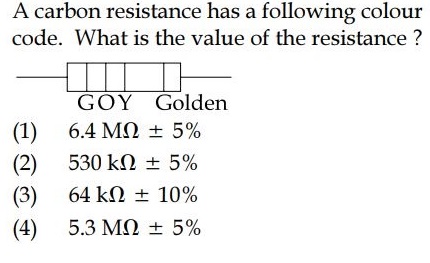 A carbon resistance has a following colour
code. What is the value of the resistance ?
G O Y Golden
(1) 6.4 MΩ ± 5%
(2) 530 kΩ ± 5%
(3) 64 kΩ ± 10%
(4) 5.3 MΩ ± 5%